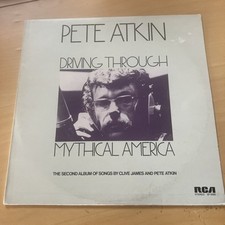 PETE ATKIN
DRIVING THROUGH
MYTHICAL AMERICA
THE SECOND ALBUM OF SONGS BY CLIVE JAMES AND PETE ATKIN
RCA